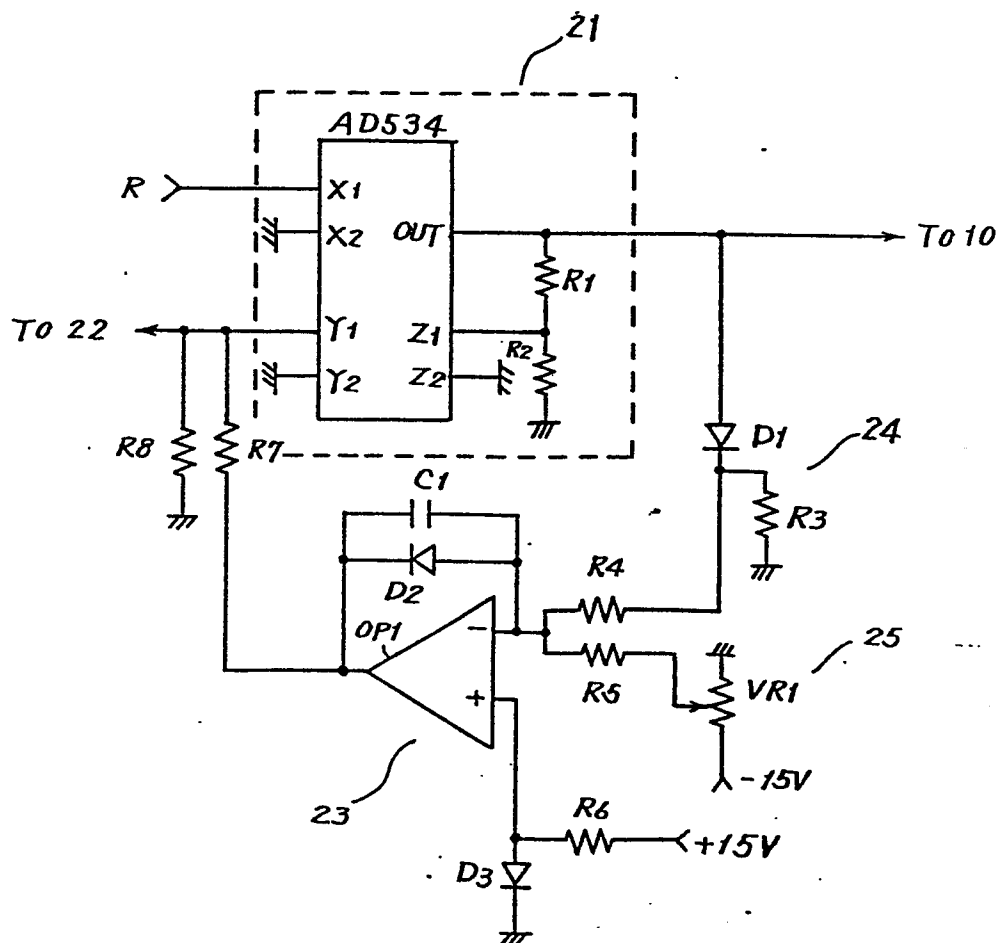 21
AD534
R
X1
X2
OUT
TO 10
R1
TO 22
Y1
Z1
R2
Y2
Z2
R8
R7
D1
24
C1
R3
D2
R4
OP1
25
R5
VR1
-15V
23
R6
+15V
D3